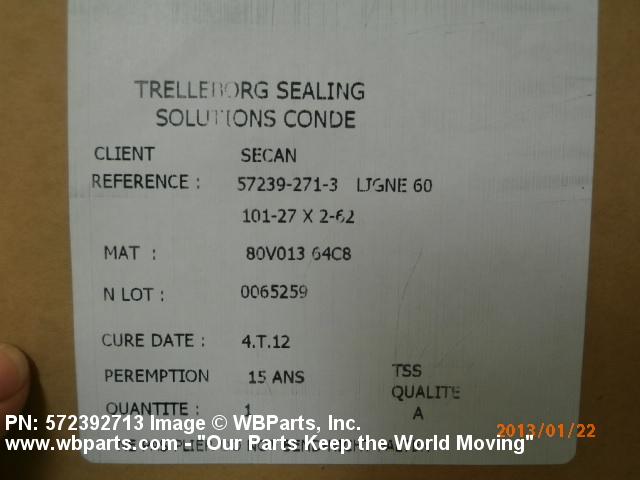 TRELLEBORG SEALING
SOLUTIONS CONDE
CLIENT SECAN
REFERENCE : 57239-271-3 LIGNE 60
101-27 X 2-62
MAT : 80V013 64C8
N LOT : 0065259
CURE DATE : 4.T.12
PEREMPTION 15 ANS
TSS
QUALITE
A
QUANTITE : 1
PN: 572392713 Image © WBParts, Inc.
2013/01/22
www.wbparts.com - "Our Parts Keep the World Moving"